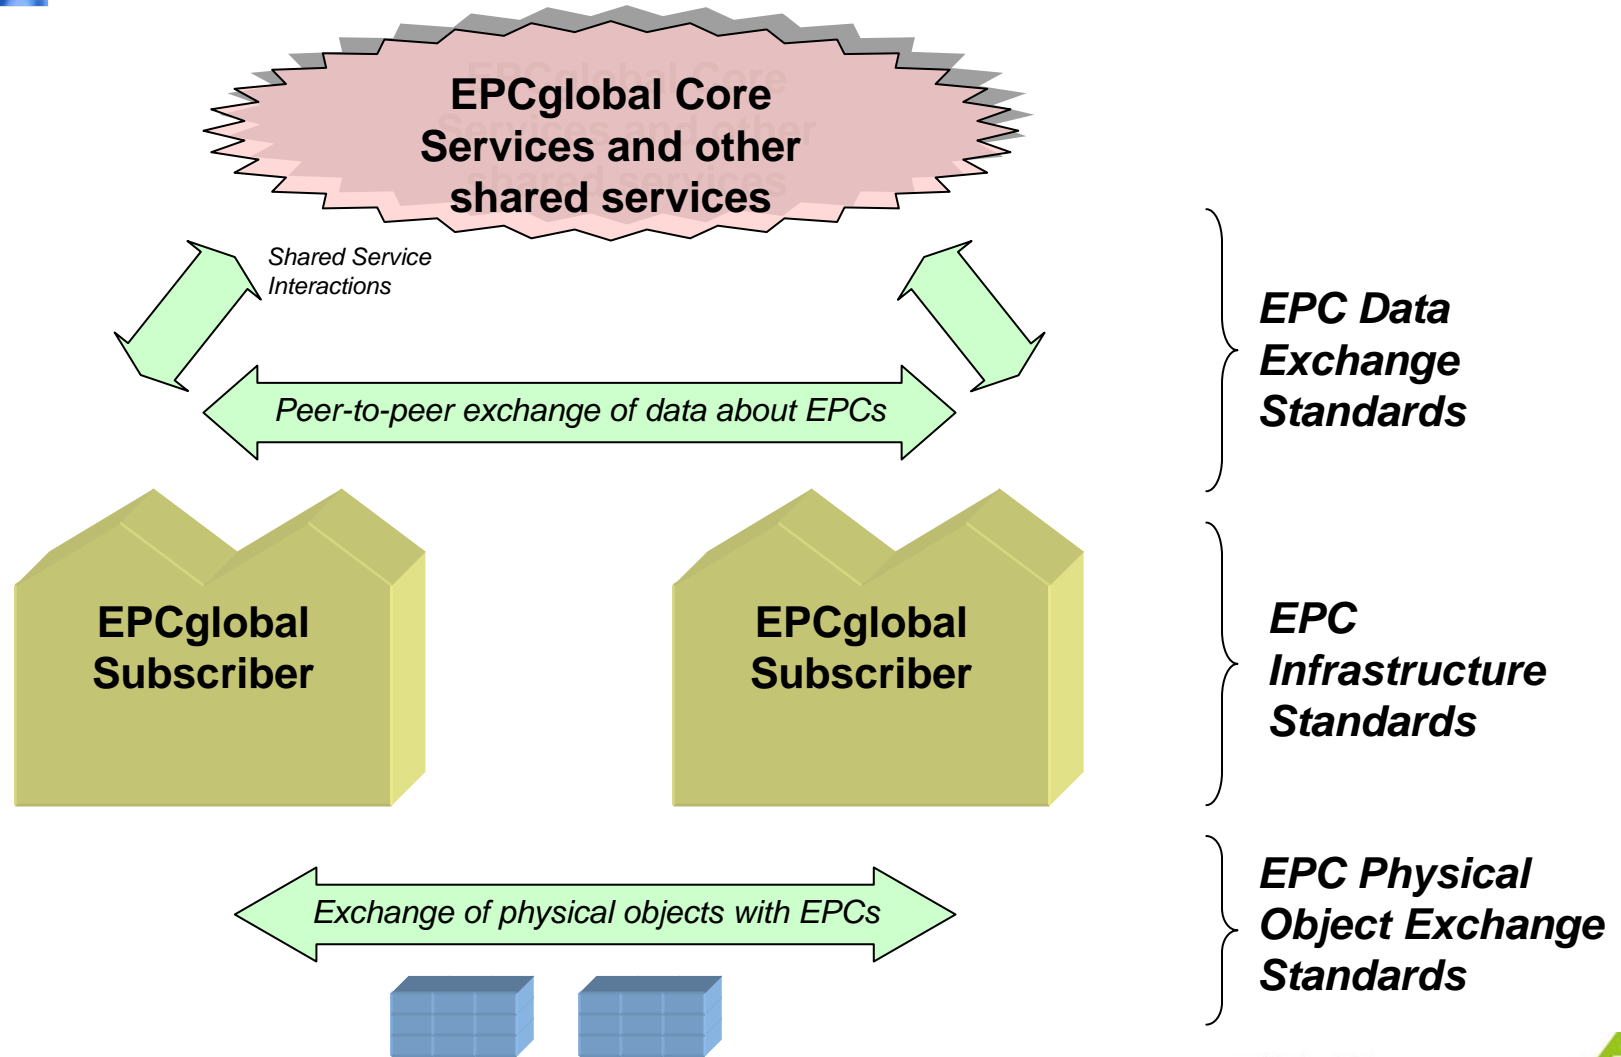 EPCglobal Core
Services and other
shared services
Shared Service
Interactions
EPC Data
Exchange
Standards
Peer-to-peer exchange of data about EPCs
EPCglobal
Subscriber
EPCglobal
Subscriber
EPC
Infrastructure
Standards
Exchange of physical objects with EPCs
EPC Physical
Object Exchange
Standards